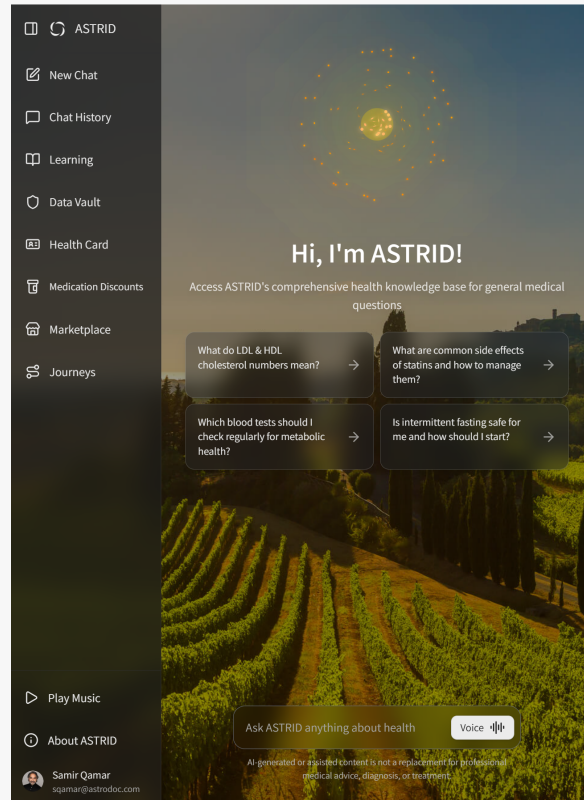 ASTRID
New Chat
Chat History
Learning
Data Vault
Health Card
Medication Discounts
Marketplace
Journeys
Play Music
About ASTRID
Samir Qamar
sqamar@astrodoc.com
Hi, I'm ASTRID!
Access ASTRID's comprehensive health knowledge base for general medical
questions
What do LDL & HDL
cholesterol numbers mean?
What are common side effects
of statins and how to manage
them?
Which blood tests should I
check regularly for metabolic
health?
Is intermittent fasting safe for
me and how should I start?
Ask ASTRID anything about health
Voice
AI-generated or assisted content is not a replacement for professional
medical advice, diagnosis, or treatment.